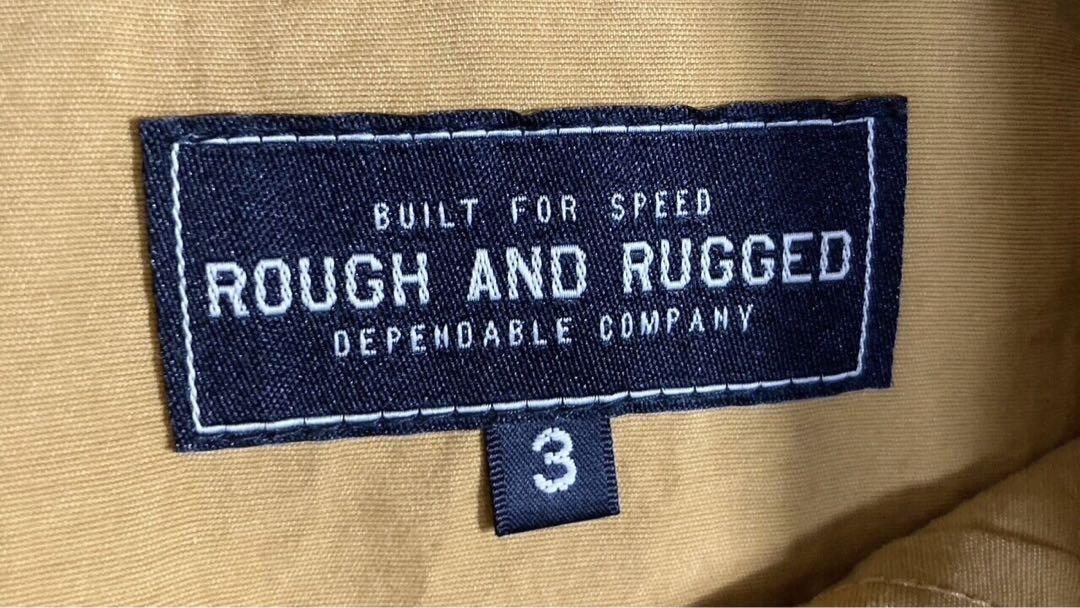 BUILT FOR SPEED
ROUGH AND RUGGED
DEPENDABLE COMPANY
3